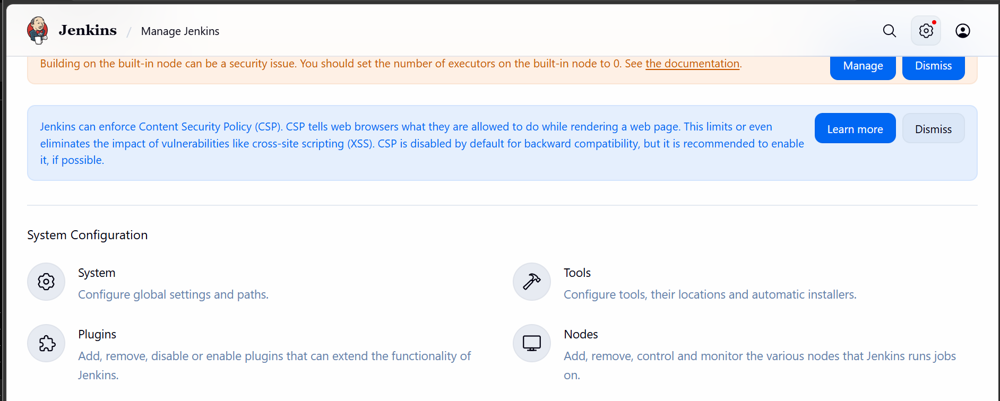 Jenkins / Manage Jenkins
Building on the built-in node can be a security issue. You should set the number of executors on the built-in node to 0. See the documentation.
Manage
Dismiss
Jenkins can enforce Content Security Policy (CSP). CSP tells web browsers what they are allowed to do while rendering a web page. This limits or even
eliminates the impact of vulnerabilities like cross-site scripting (XSS). CSP is disabled by default for backward compatibility, but it is recommended to enable
it, if possible.
Learn more
Dismiss
System Configuration
System
Configure global settings and paths.
Tools
Configure tools, their locations and automatic installers.
Plugins
Add, remove, disable or enable plugins that can extend the functionality of
Jenkins.
Nodes
Add, remove, control and monitor the various nodes that Jenkins runs jobs
on.